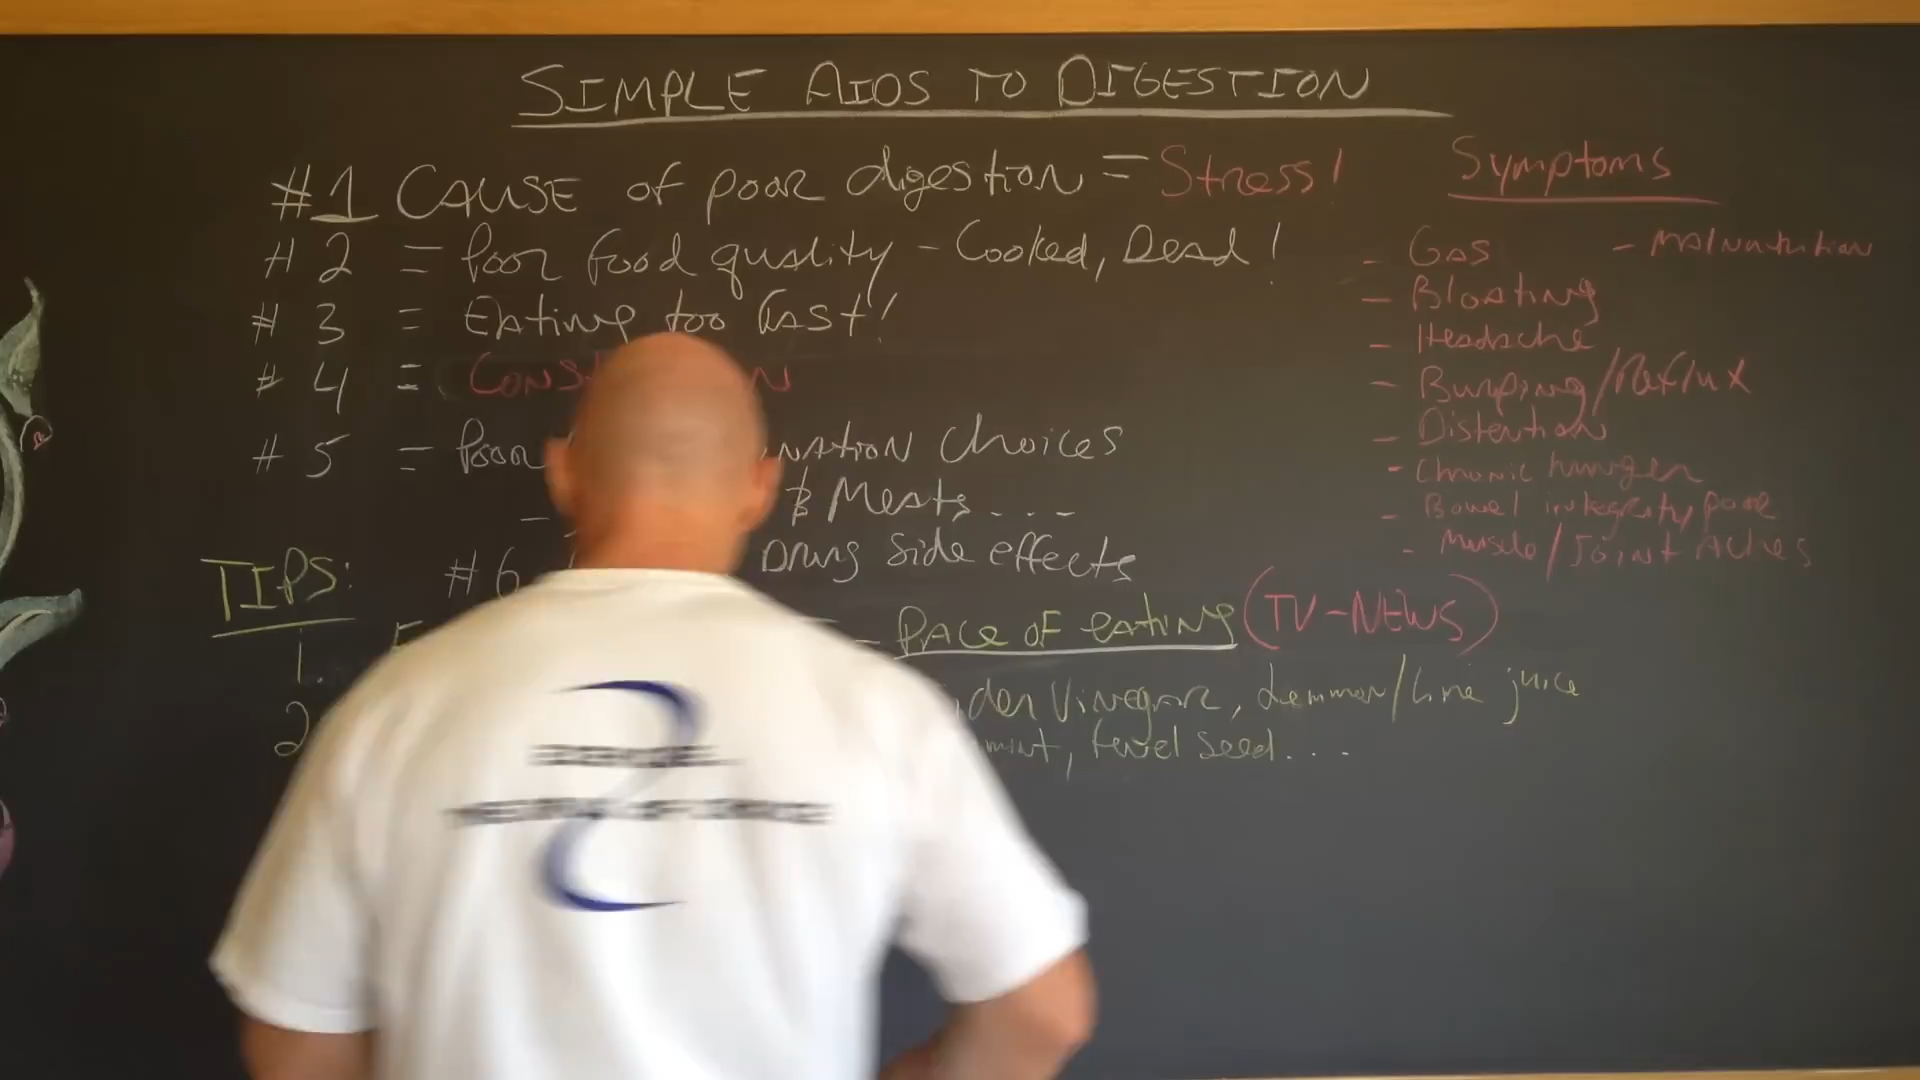 SIMPLE AIDS TO DIGESTION
#1 CAUSE of poor digestion = Stress!
#2 = Poor food quality - Cooked, Dead!
#3 = Eating too fast!
#4 =
#5 = Poor choices
& Meats...
#6 Drug side effects
TIPS:
1. - PACE OF eating (TV-NEWS)
2 Vinegar, Lemmon/Lime juice
fennel seed...
Symptoms
- Gas
- Malnutrition
- Bloating
- Headache
- Burping/Reflux
- Distention
- Chronic hunger
- Bowel integrity poor
- Muscle/Joint Aches